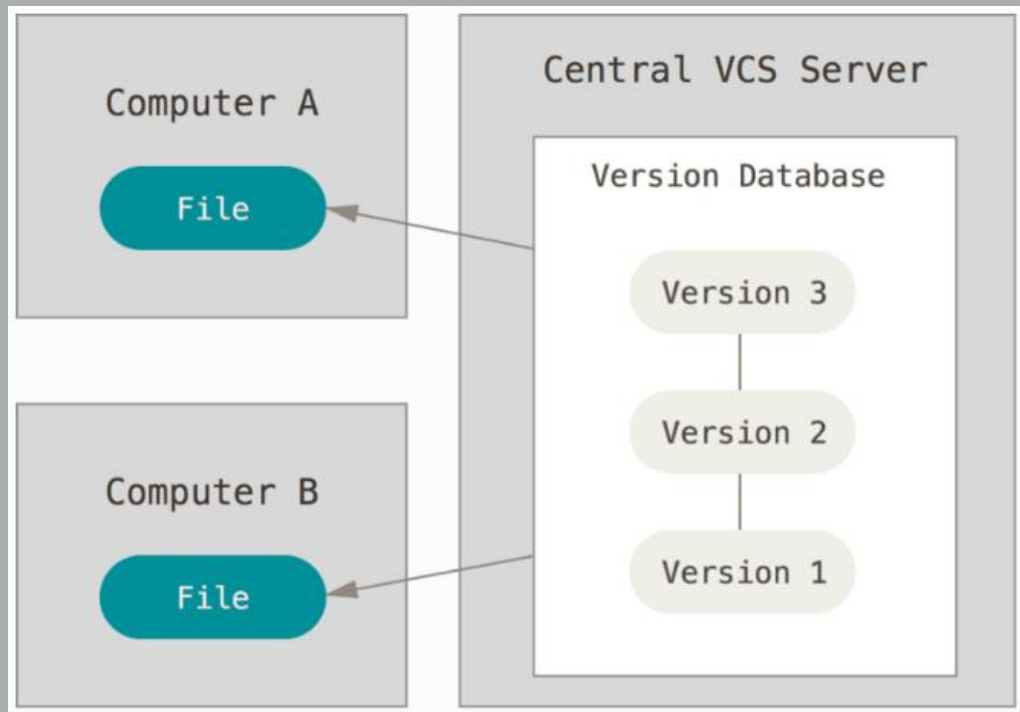 Computer A
File
Computer B
File
Central VCS Server
Version Database
Version 3
Version 2
Version 1